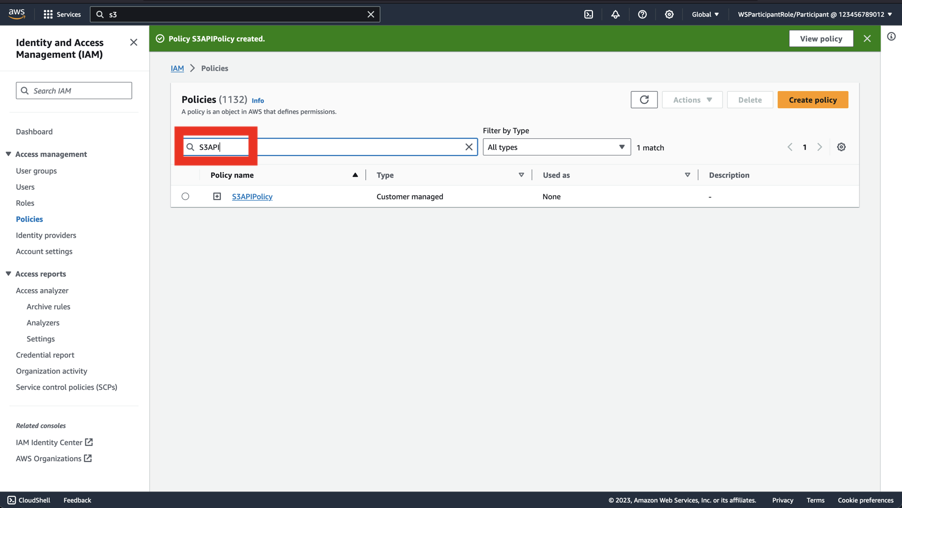 aws
Services
s3
Global
WSParticipantRole/Participant @ 123456789012
Identity and Access
Management (IAM)
Search IAM
Dashboard
Access management
User groups
Users
Roles
Policies
Identity providers
Account settings
Access reports
Access analyzer
Archive rules
Analyzers
Settings
Credential report
Organization activity
Service control policies (SCPs)
Related consoles
IAM Identity Center
AWS Organizations
Policy S3APIPolicy created.
View policy
IAM > Policies
Policies (1132) Info
A policy is an object in AWS that defines permissions.
Actions
Delete
Create policy
Filter by Type
S3API
All types
1 match
1
Policy name
Type
Used as
Description
S3APIPolicy
Customer managed
None
-
CloudShell
Feedback
© 2023, Amazon Web Services, Inc. or its affiliates.
Privacy
Terms
Cookie preferences